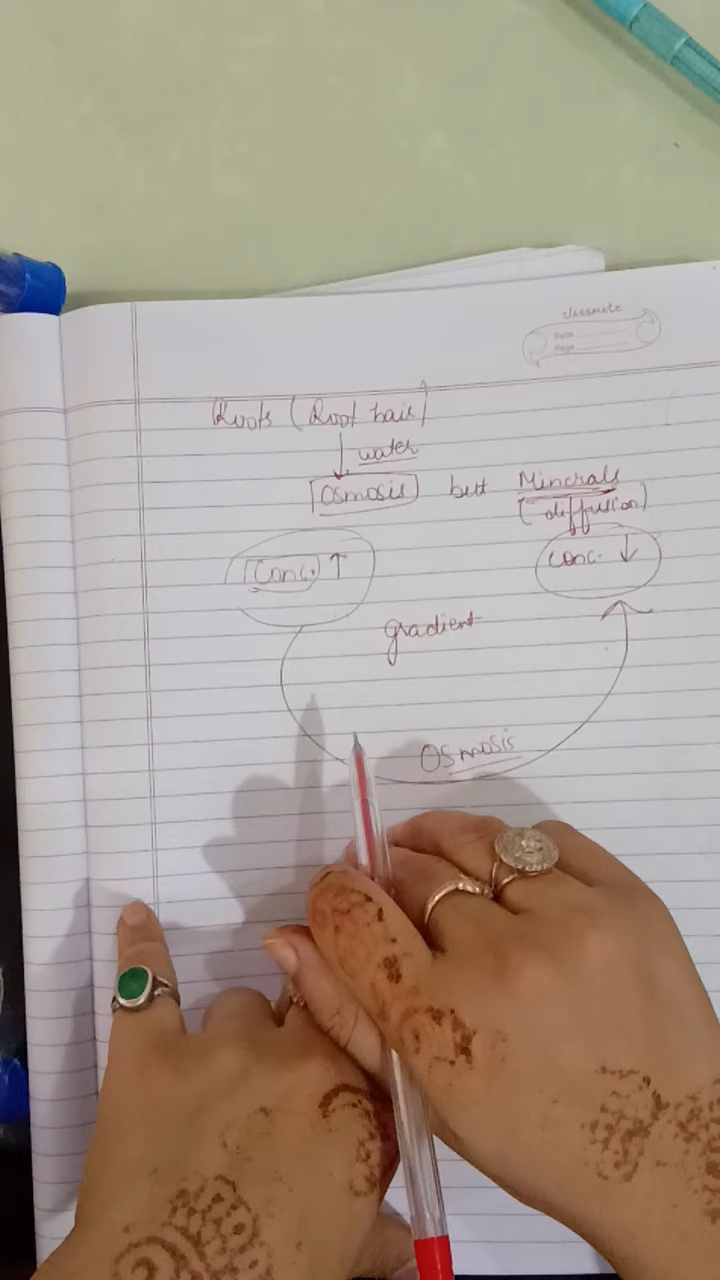 classmate
Date
Page
Roots (Root hair)
↓ water
Osmosis but Minerals
(diffusion)
Conc. ↑ conc. ↓
gradient
Osmosis